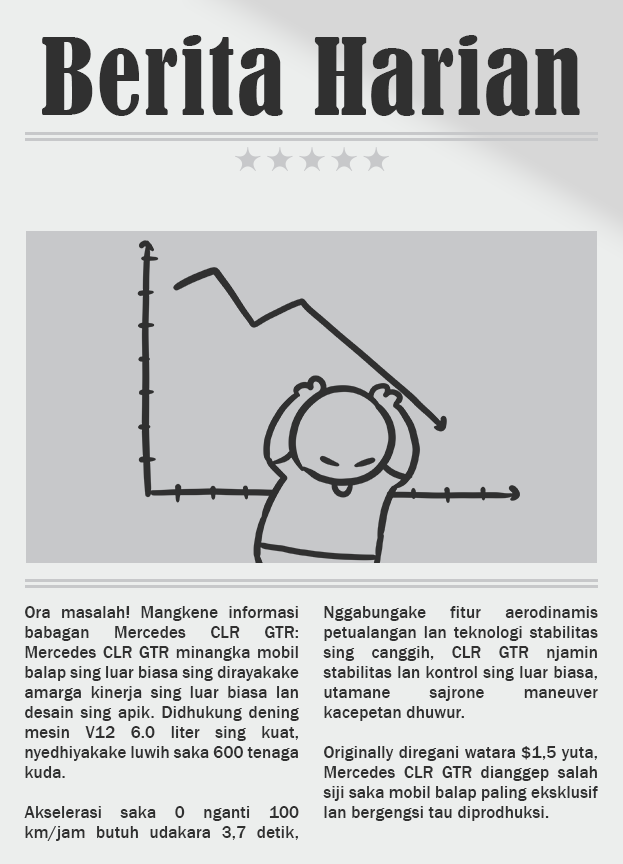 Berita Harian
Ora masalah! Mangkene informasi
babagan Mercedes CLR GTR:
Mercedes CLR GTR minangka mobil
balap sing luar biasa sing dirayakake
amarga kinerja sing luar biasa lan
desain sing apik. Didhukung dening
mesin V12 6.0 liter sing kuat,
nyedhiyakake luwih saka 600 tenaga
kuda.
Akselerasi saka 0 nganti 100
km/jam butuh udakara 3,7 detik,
Nggabungake fitur aerodinamis
petualangan lan teknologi stabilitas
sing canggih, CLR GTR njamin
stabilitas lan kontrol sing luar biasa,
utamane sajrone maneuver
kacepetan dhuwur.
Originally diregani watara $1,5 yuta,
Mercedes CLR GTR dianggep salah
siji saka mobil balap paling eksklusif
lan bergengsi tau diprodhuksi.